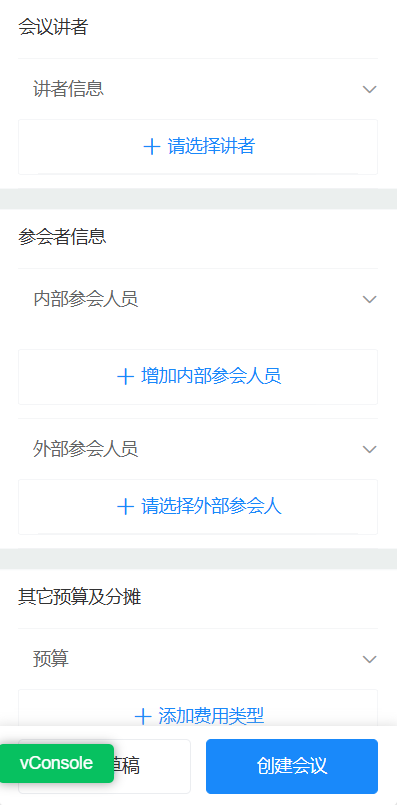 会议讲者
讲者信息
+ 请选择讲者
参会者信息
内部参会人员
+ 增加内部参会人员
外部参会人员
+ 请选择外部参会人
其它预算及分摊
预算
+ 添加费用类型
vConsole
草稿
创建会议